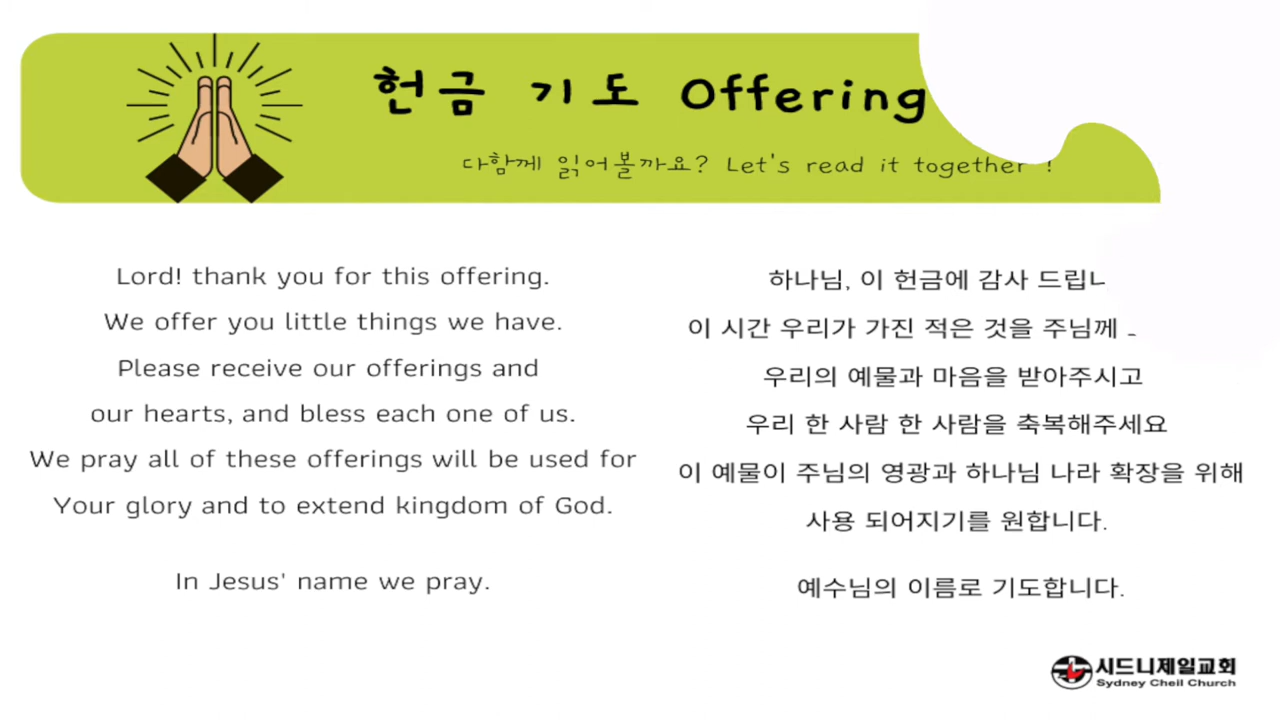 헌금 기도 Offering
다함께 읽어볼까요? Let's read it together !
Lord! thank you for this offering.
We offer you little things we have.
Please receive our offerings and
our hearts, and bless each one of us.
We pray all of these offerings will be used for
Your glory and to extend kingdom of God.
In Jesus' name we pray.
하나님, 이 헌금에 감사
이 시간 우리가 가진 적은 것을 주님께
우리의 예물과 마음을 받아주시고
우리 한 사람 한 사람을 축복해주세요
이 예물이 주님의 영광과 하나님 나라 확장을 위해
사용 되어지기를 원합니다.
예수님의 이름로 기도합니다.
시드니제일교회
Sydney Cheil Church